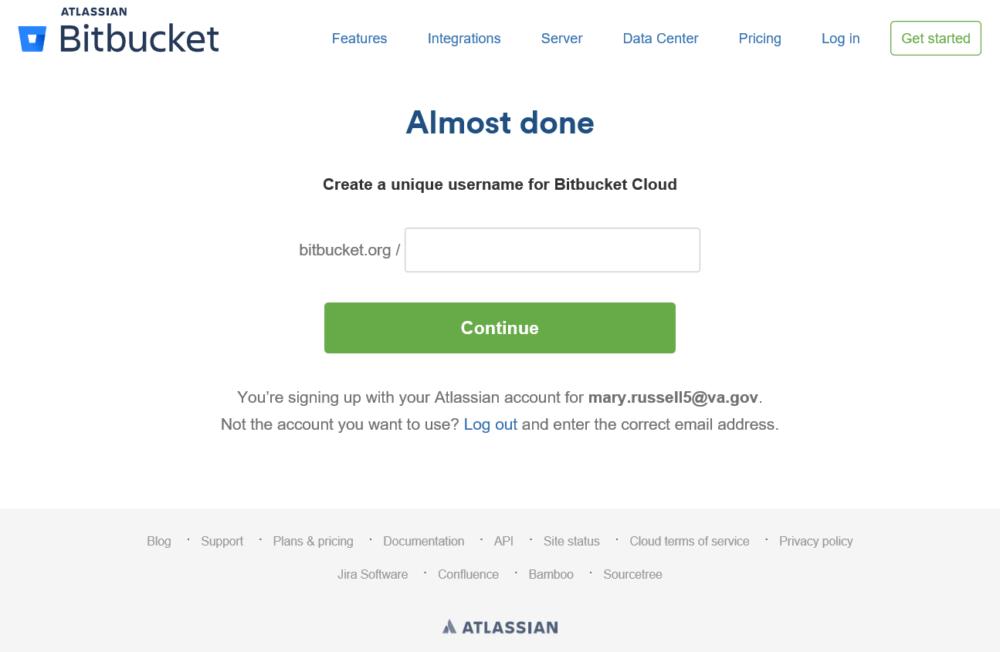 ATLASSIAN
Bitbucket
Features Integrations Server Data Center Pricing Log in Get started
Almost done
Create a unique username for Bitbucket Cloud
bitbucket.org /
Continue
You’re signing up with your Atlassian account for mary.russell5@va.gov.
Not the account you want to use? Log out and enter the correct email address.
Blog · Support · Plans & pricing · Documentation · API · Site status · Cloud terms of service · Privacy policy
Jira Software · Confluence · Bamboo · Sourcetree
ATLASSIAN